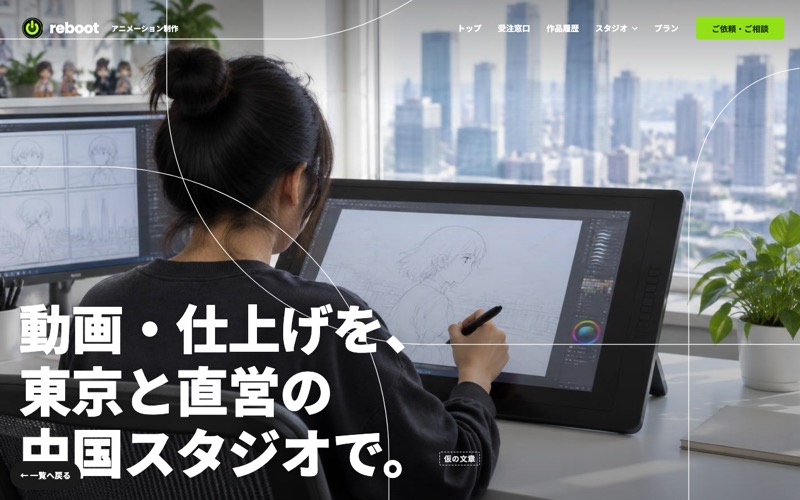 reboot
アニメーション制作
トップ
受注窓口
作品履歴
スタジオ
プラン
ご依頼・ご相談
動画・仕上げを、
東京と直営の
中国スタジオで。
仮の文章
← 一覧へ戻る